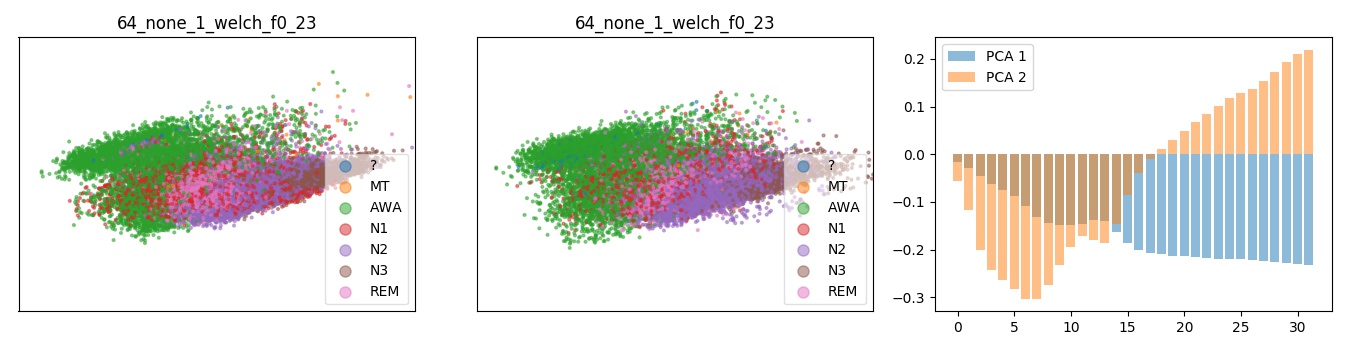 64_none_1_welch_f0_23
?
MT
AWA
N1
N2
N3
REM
64_none_1_welch_f0_23
?
MT
AWA
N1
N2
N3
REM
PCA 1
PCA 2
0.2
0.1
0.0
−0.1
−0.2
−0.3
0 5 10 15 20 25 30